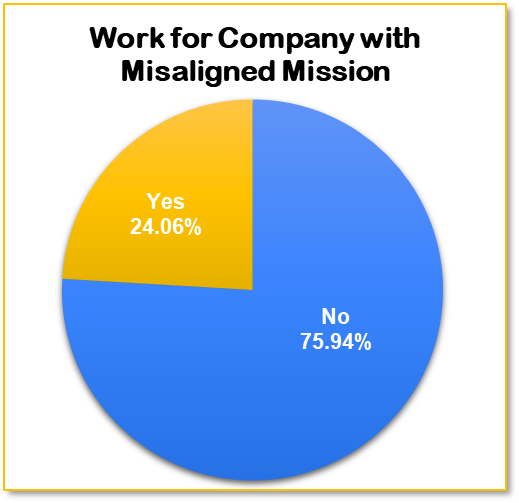 Work for Company with
Misaligned Mission
Yes
24.06%
No
75.94%